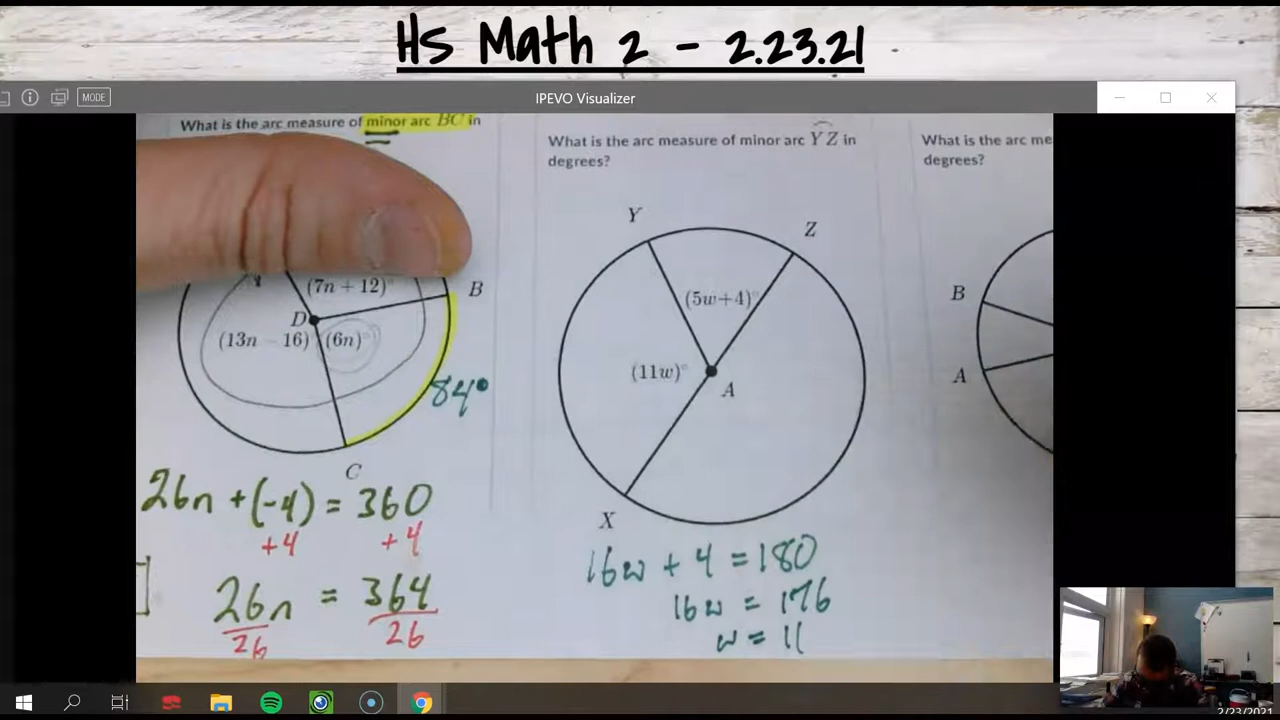 HS Math 2 - 2.23.21
MODE
IPEVO Visualizer
What is the arc measure of minor arc BC in
(7n + 12)°
B
D
(13n − 16)°
(6n)°
84°
C
26n + (-4) = 360
+4 +4
26n = 364
26 26
What is the arc measure of minor arc YZ in
degrees?
Y
Z
(5w+4)°
(11w)°
A
X
16w + 4 = 180
16w = 176
w = 11
What is the arc me
degrees?
B
A
2/23/2021